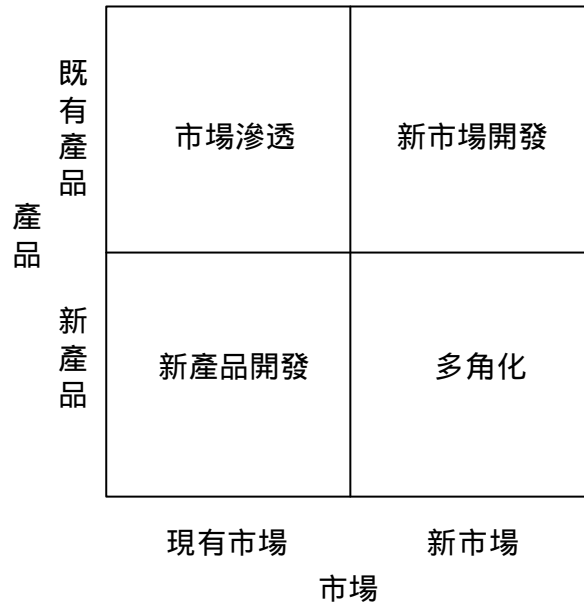 既有產品
市場滲透
新市場開發
產品
新產品
新產品開發
多角化
現有市場
新市場
市場